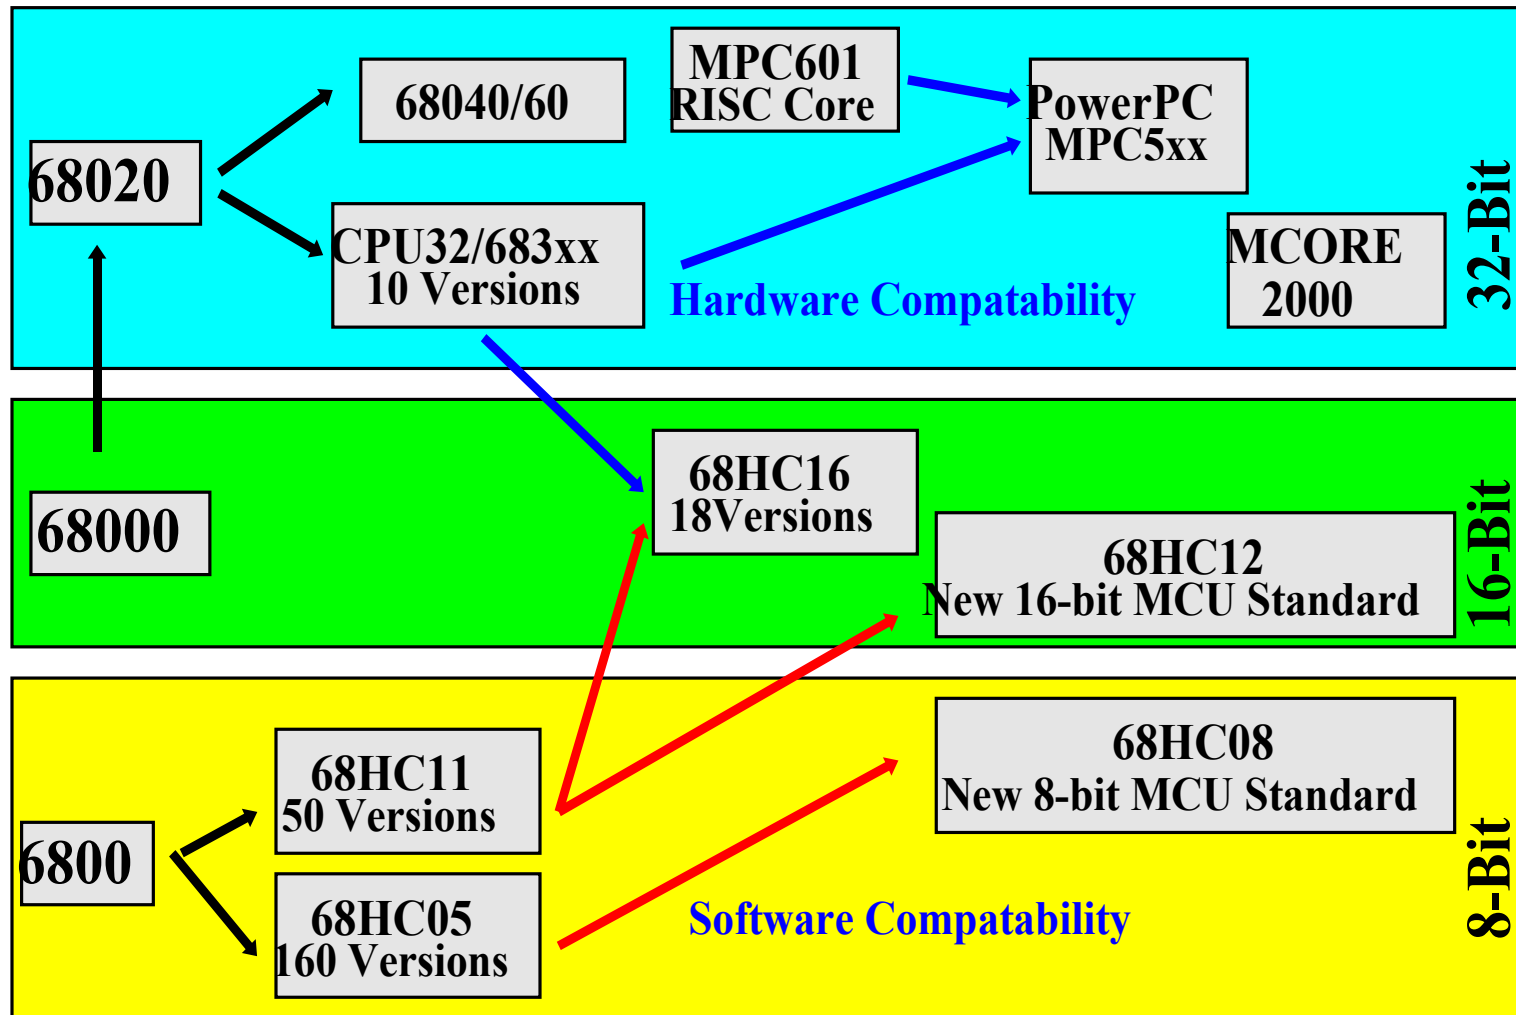 MPC601
RISC Core
68040/60
PowerPC
MPC5xx
68020
CPU32/683xx
10 Versions
MCORE
2000
Hardware Compatability
32-Bit
68HC16
18Versions
68000
68HC12
New 16-bit MCU Standard
16-Bit
68HC11
50 Versions
68HC08
New 8-bit MCU Standard
6800
68HC05
160 Versions
Software Compatability
8-Bit